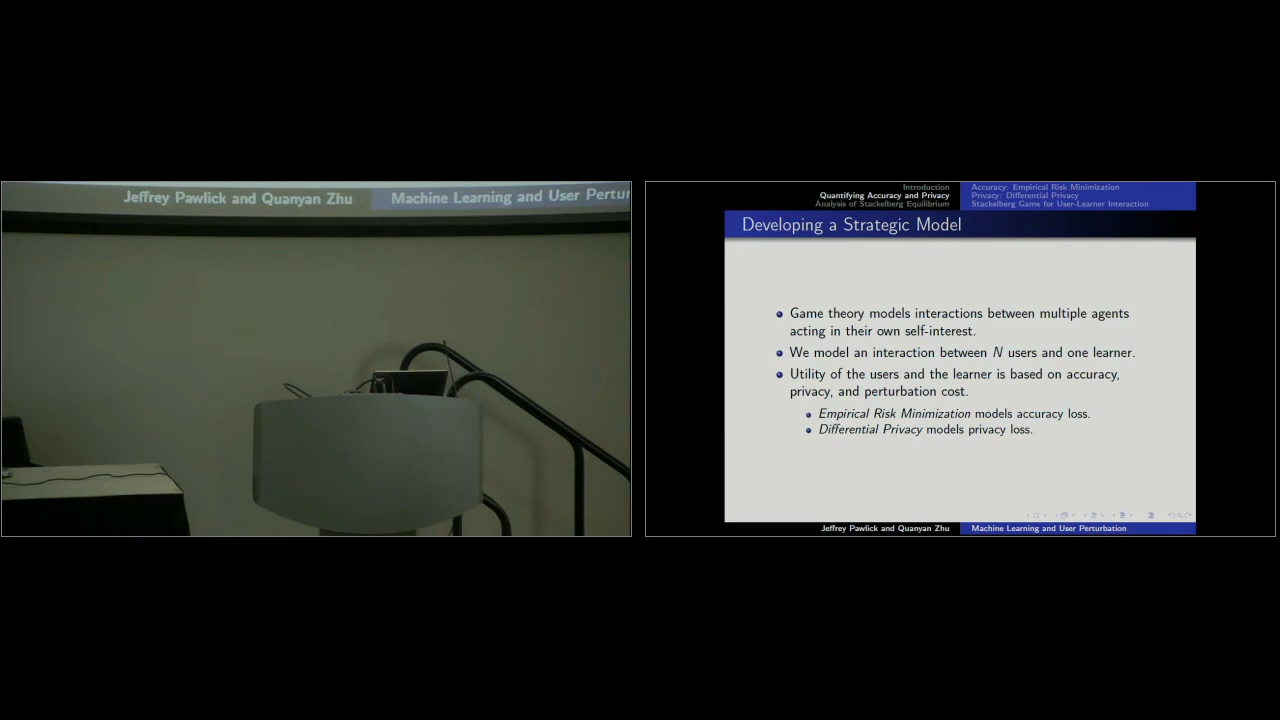 Jeffrey Pawlick and Quanyan Zhu
Machine Learning and User Pertur
Introduction
Quantifying Accuracy and Privacy
Analysis of Stackelberg Equilibrium
Accuracy: Empirical Risk Minimization
Privacy: Differential Privacy
Stackelberg Game for User-Learner Interaction
Developing a Strategic Model
Game theory models interactions between multiple agents
acting in their own self-interest.
We model an interaction between N users and one learner.
Utility of the users and the learner is based on accuracy,
privacy, and perturbation cost.
Empirical Risk Minimization models accuracy loss.
Differential Privacy models privacy loss.
Jeffrey Pawlick and Quanyan Zhu
Machine Learning and User Perturbation